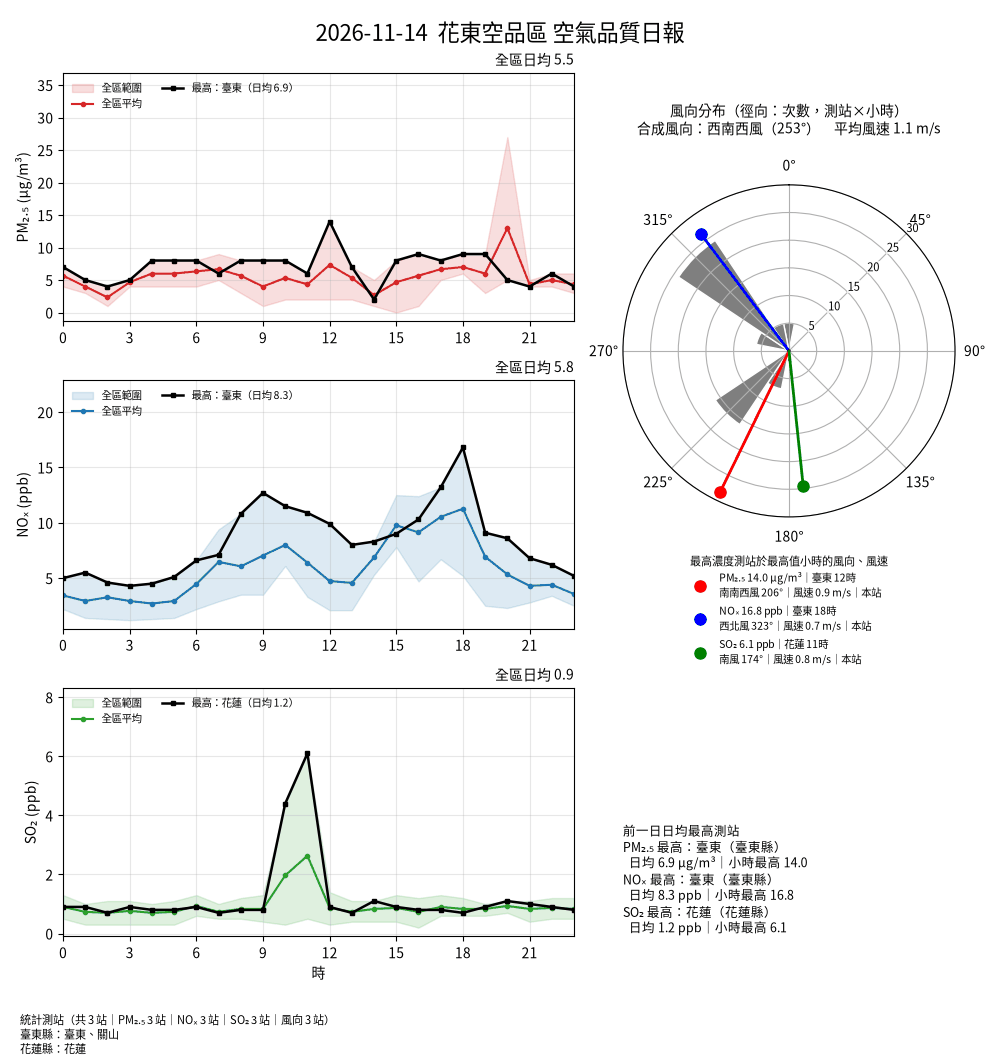 2026-11-14 花東空品區 空氣品質日報
全區日均 5.5
全區範圍
全區平均
最高：臺東（日均 6.9）
PM₂.₅ (μg/m³)
35
30
25
20
15
10
5
0
0 3 6 9 12 15 18 21
全區日均 5.8
全區範圍
全區平均
最高：臺東（日均 8.3）
NOₓ (ppb)
20
15
10
5
0 3 6 9 12 15 18 21
全區日均 0.9
全區範圍
全區平均
最高：花蓮（日均 1.2）
SO₂ (ppb)
8
6
4
2
0
0 3 6 9 12 15 18 21
時
風向分布（徑向：次數，測站×小時）
合成風向：西南西風（253°） 平均風速 1.1 m/s
0°
315°
45°
30
25
20
15
10
5
270°
90°
225°
135°
180°
最高濃度測站於最高值小時的風向、風速
PM₂.₅ 14.0 μg/m³｜臺東 12時
南南西風 206°｜風速 0.9 m/s｜本站
NOₓ 16.8 ppb｜臺東 18時
西北風 323°｜風速 0.7 m/s｜本站
SO₂ 6.1 ppb｜花蓮 11時
南風 174°｜風速 0.8 m/s｜本站
前一日日均最高測站
PM₂.₅ 最高：臺東（臺東縣）
日均 6.9 μg/m³｜小時最高 14.0
NOₓ 最高：臺東（臺東縣）
日均 8.3 ppb｜小時最高 16.8
SO₂ 最高：花蓮（花蓮縣）
日均 1.2 ppb｜小時最高 6.1
統計測站（共 3 站｜PM₂.₅ 3 站｜NOₓ 3 站｜SO₂ 3 站｜風向 3 站）
臺東縣：臺東、關山
花蓮縣：花蓮